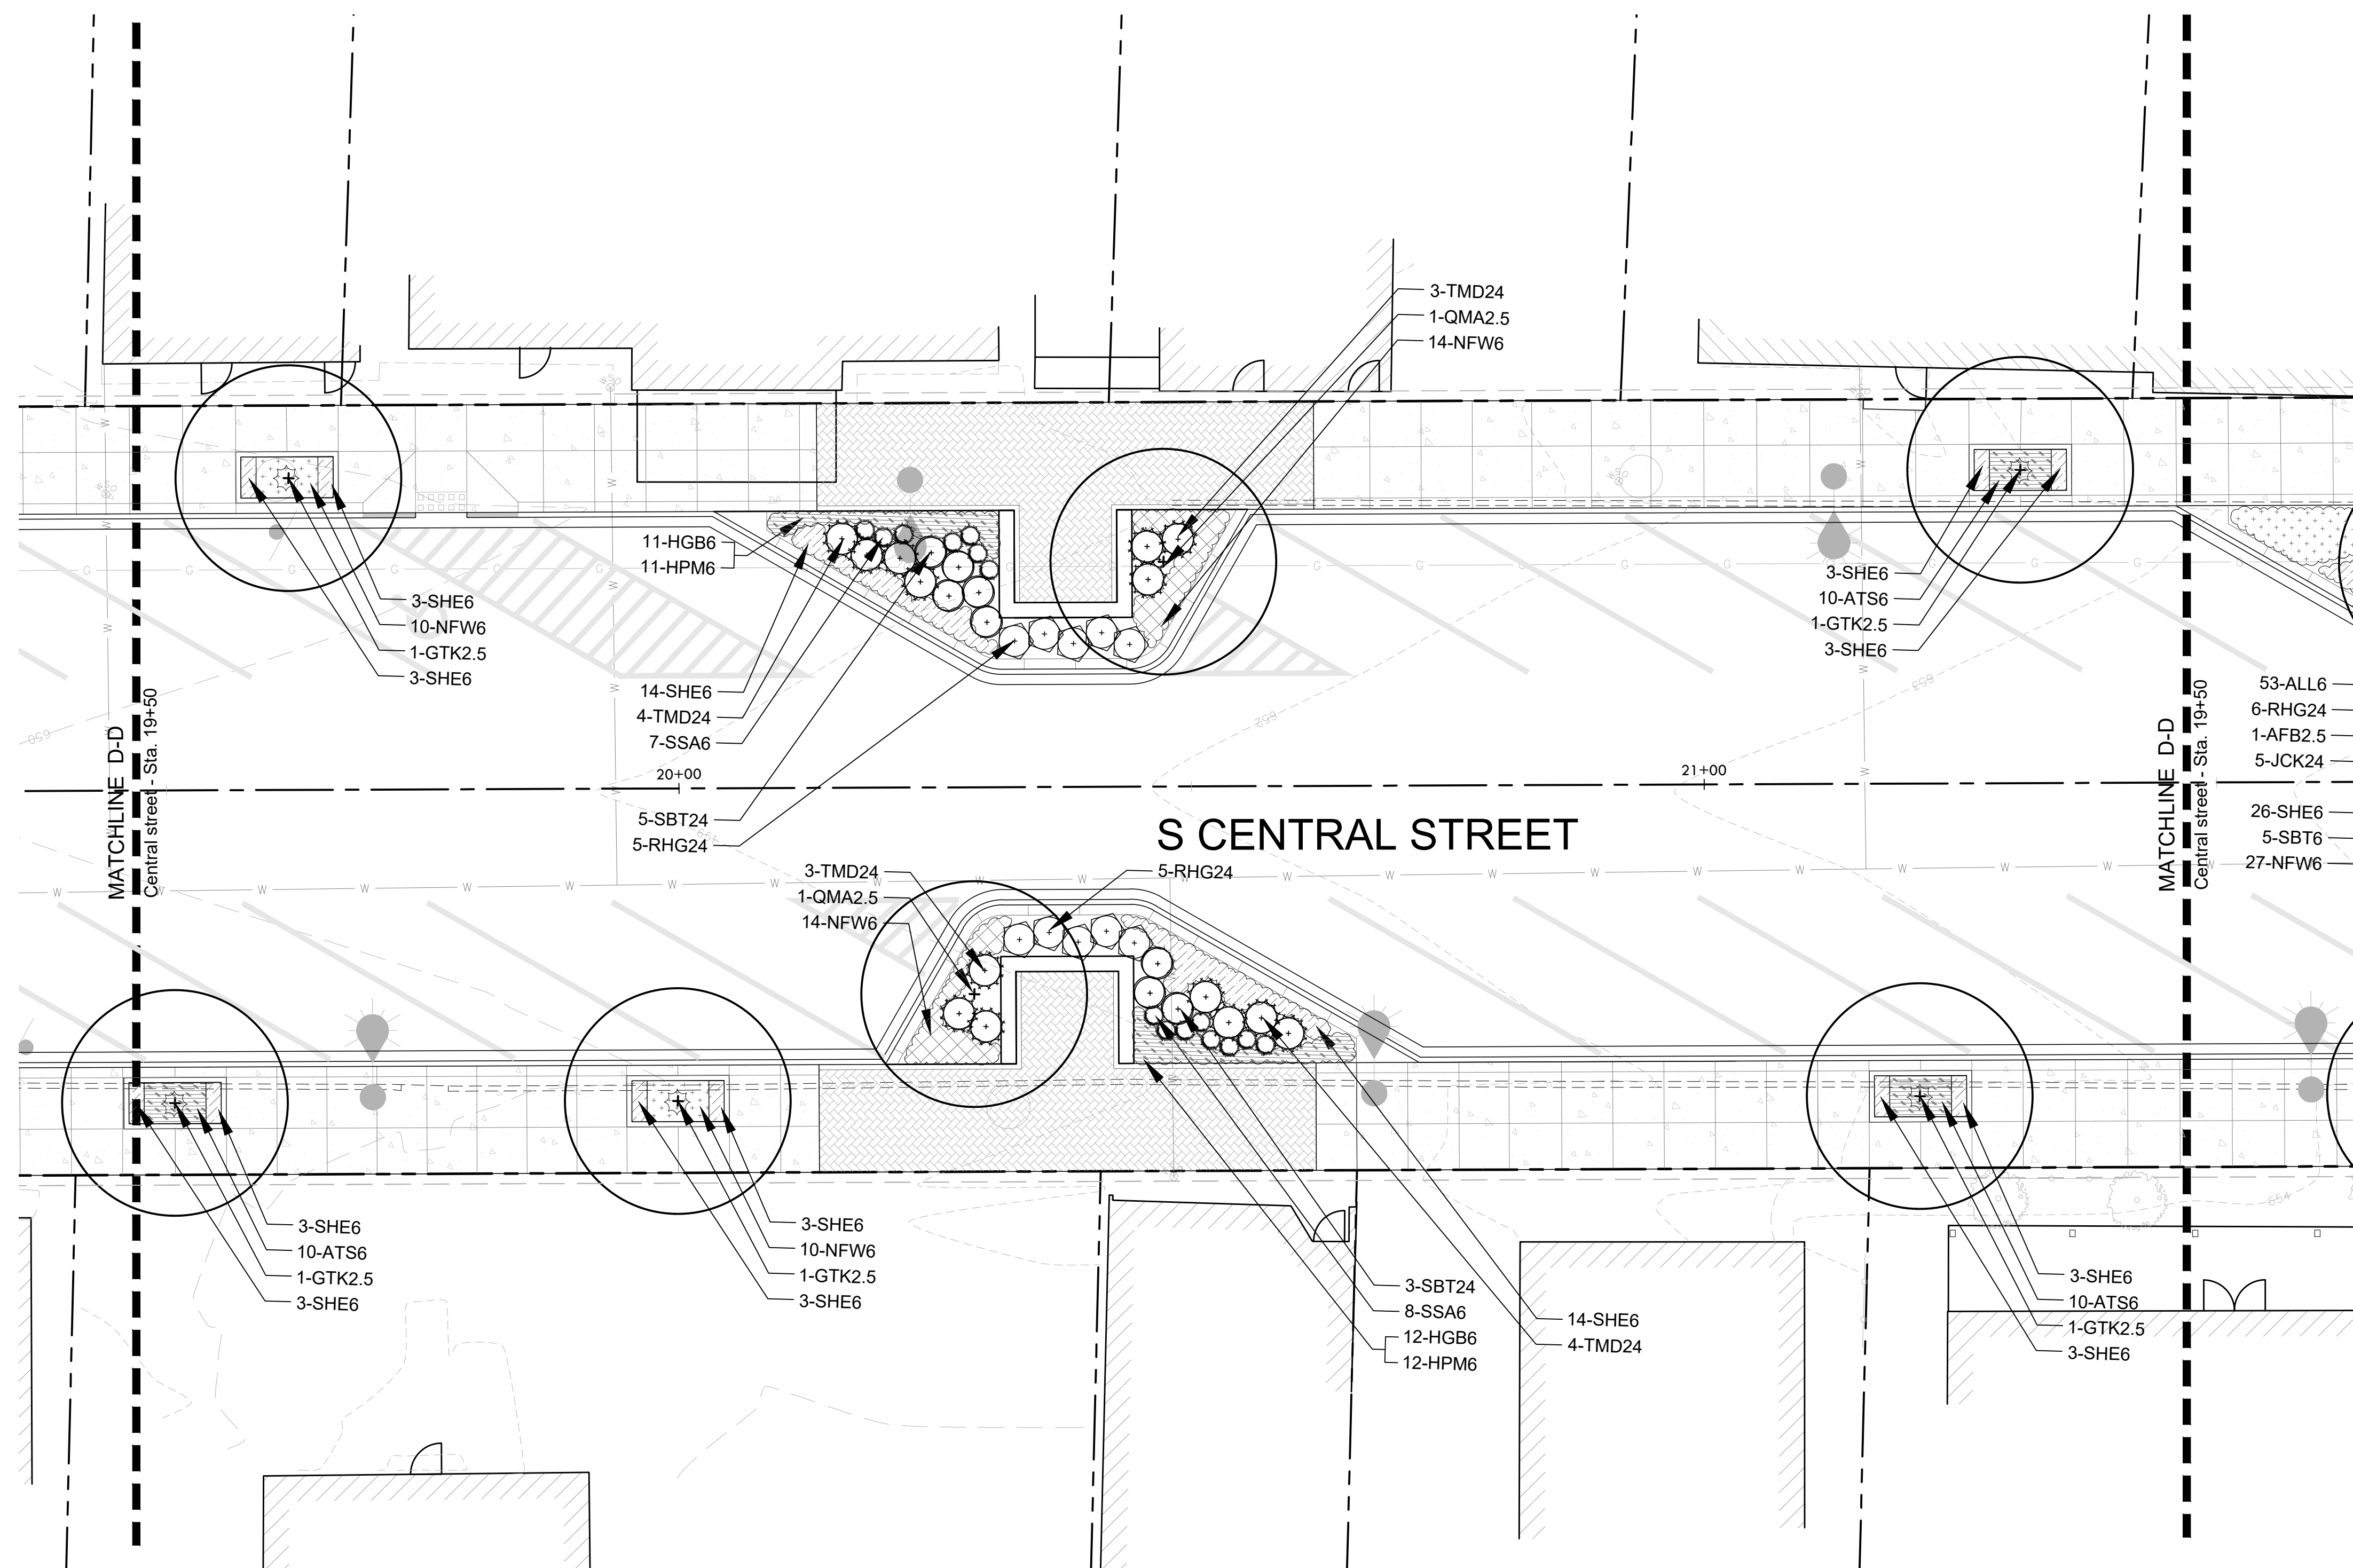 3-TMD24
1-QMA2.5
14-NFW6
11-HGB6
11-HPM6
3-SHE6
10-NFW6
1-GTK2.5
3-SHE6
3-SHE6
10-ATS6
1-GTK2.5
3-SHE6
14-SHE6
4-TMD24
7-SSA6
5-SBT24
5-RHG24
53-ALL6
6-RHG24
1-AFB2.5
5-JCK24
26-SHE6
5-SBT6
27-NFW6
MATCHLINE D-D
Central street - Sta. 19+50
MATCHLINE D-D
Central street - Sta. 19+50
650
652
653
20+00
21+00
S CENTRAL STREET
3-TMD24
1-QMA2.5
14-NFW6
5-RHG24
3-SHE6
10-ATS6
1-GTK2.5
3-SHE6
3-SHE6
10-NFW6
1-GTK2.5
3-SHE6
3-SBT24
8-SSA6
12-HGB6
12-HPM6
14-SHE6
4-TMD24
654
3-SHE6
10-ATS6
1-GTK2.5
3-SHE6